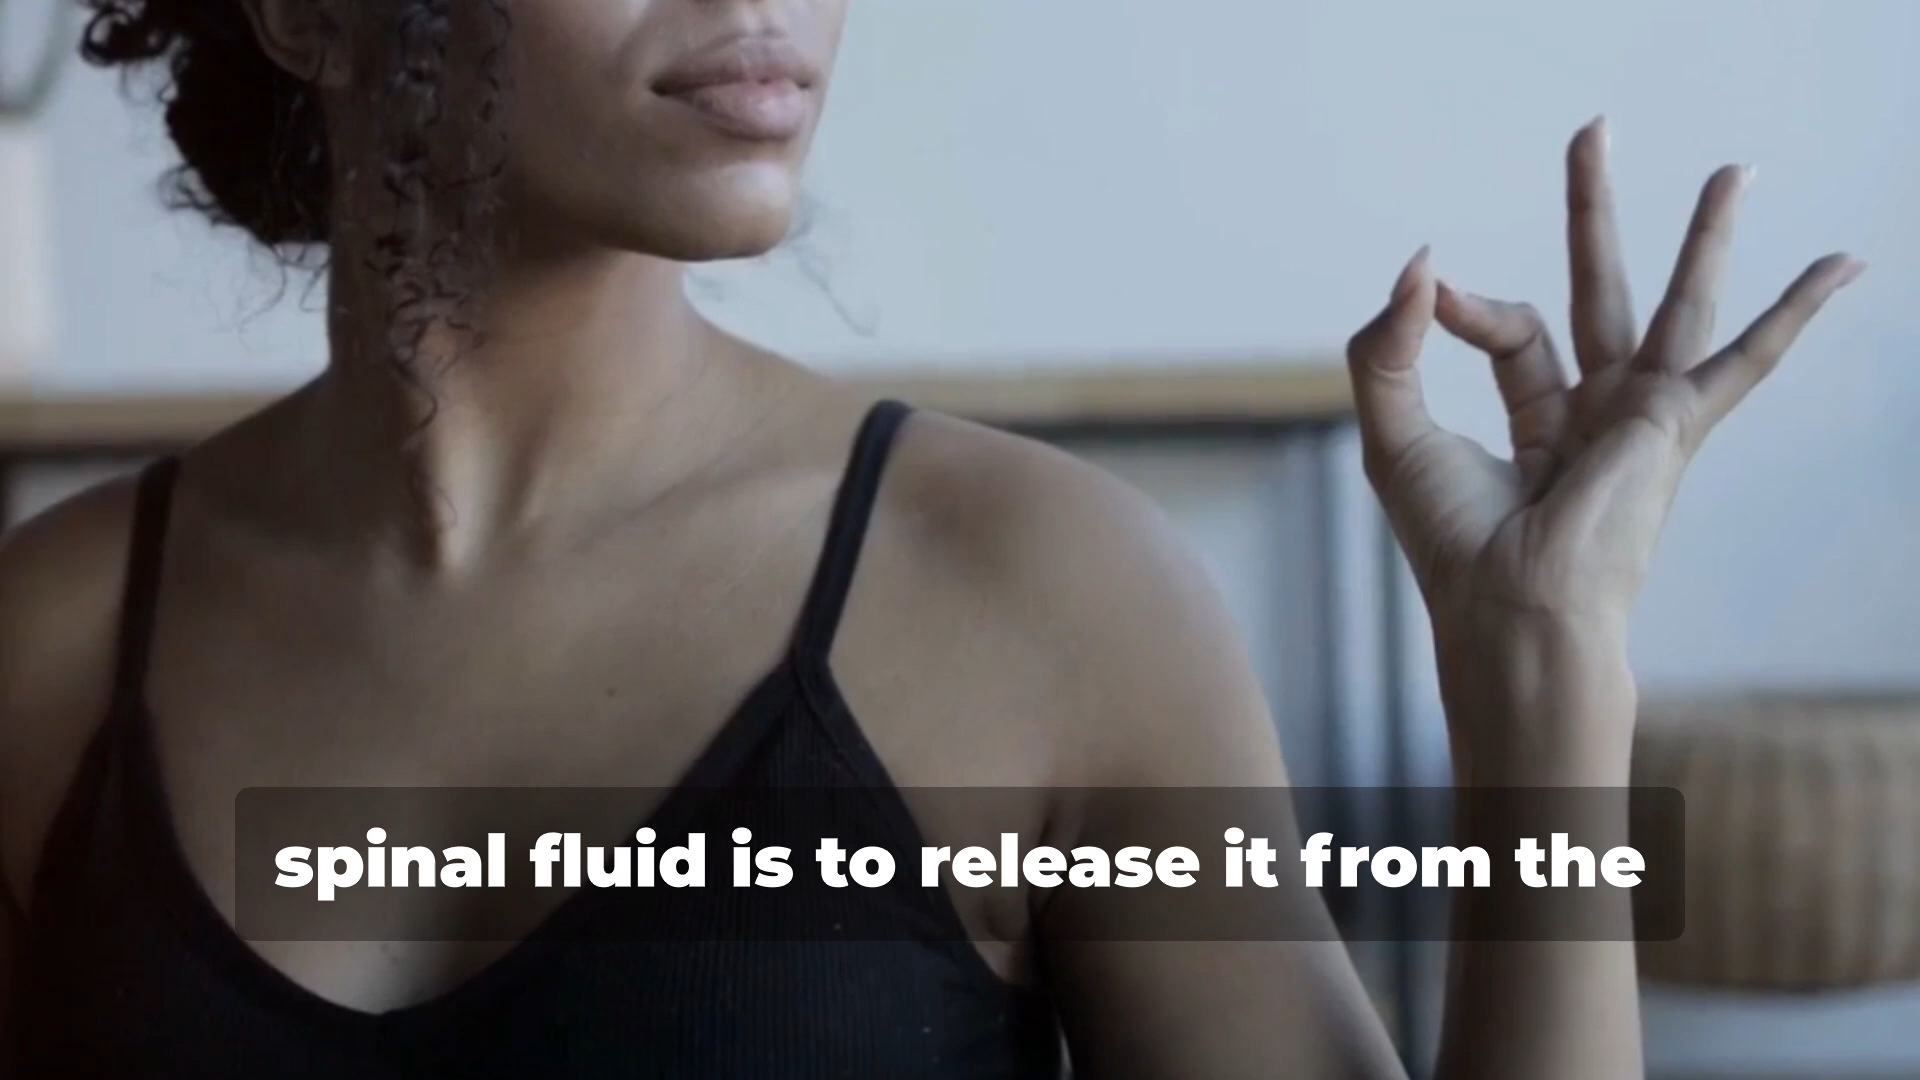 spinal fluid is to release it from the